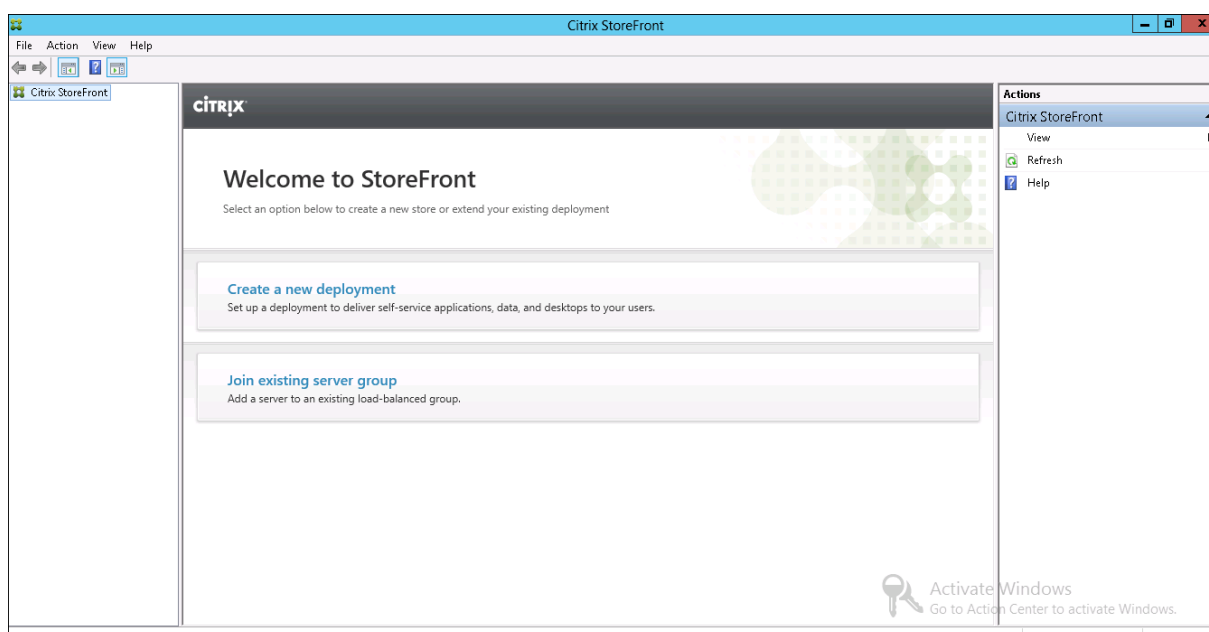 Citrix StoreFront
File Action View Help
Citrix StoreFront
CİTRIX
Welcome to StoreFront
Select an option below to create a new store or extend your existing deployment
Create a new deployment
Set up a deployment to deliver self-service applications, data, and desktops to your users.
Join existing server group
Add a server to an existing load-balanced group.
Actions
Citrix StoreFront
View
Refresh
Help
Activate Windows
Go to Action Center to activate Windows.